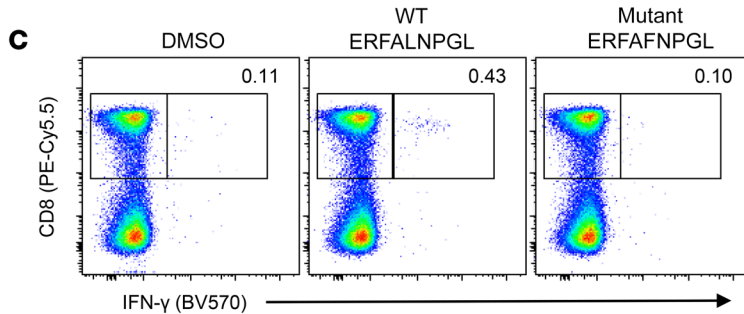 c
DMSO
WT
ERFALNPGL
Mutant
ERFAFNPGL
0.11
0.43
0.10
CD8 (PE-Cy5.5)
IFN-γ (BV570)